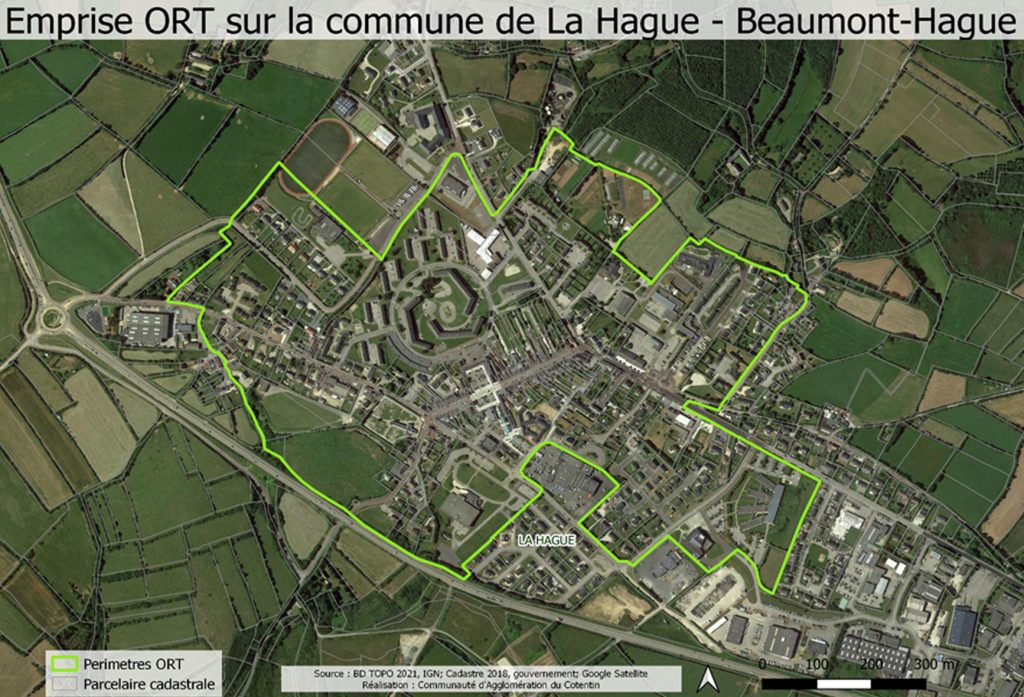 Emprise ORT sur la commune de La Hague - Beaumont-Hague
LA HAGUE
Perimetres ORT
Parcelaire cadastrale
Source : BD TOPO 2021, IGN; Cadastre 2018, gouvernement; Google Satellite
Réalisation : Communauté d'Agglomération du Cotentin
0 100 200 300 m